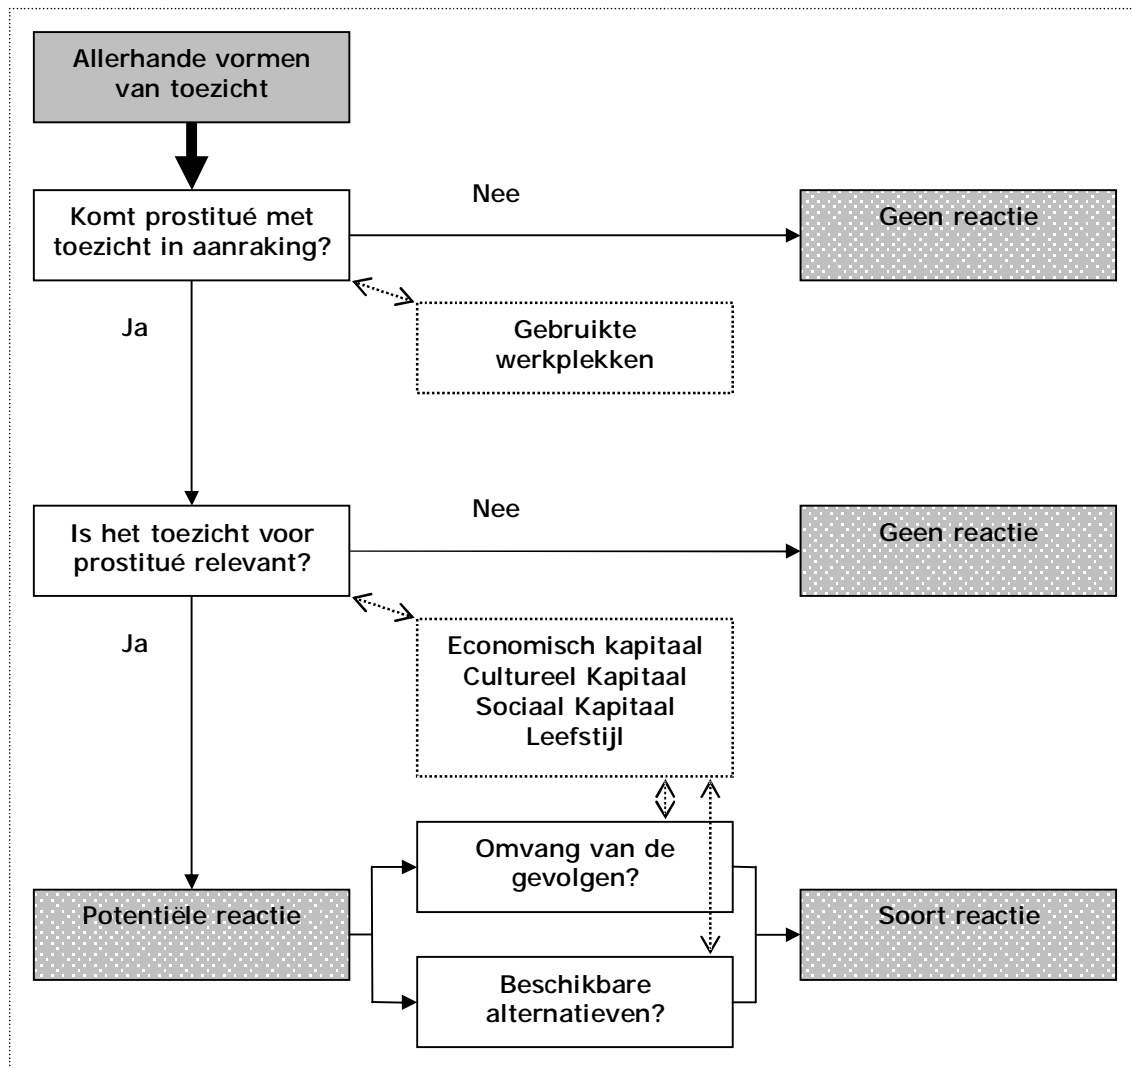 Allerhande vormen
van toezicht
Nee
Komt prostitué met
toezicht in aanraking?
Geen reactie
Ja
Gebruikte
werkplekken
Nee
Is het toezicht voor
prostitué relevant?
Geen reactie
Ja
Economisch kapitaal
Cultureel Kapitaal
Sociaal Kapitaal
Leefstijl
Omvang van de
gevolgen?
Potentiële reactie
Soort reactie
Beschikbare
alternatieven?